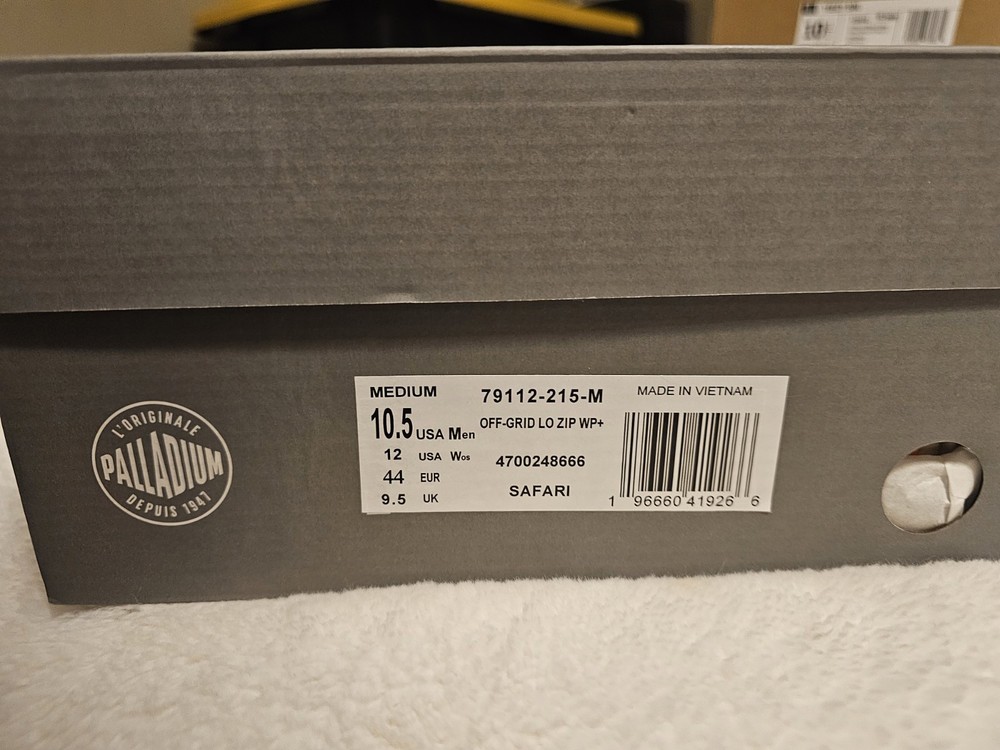 L'ORIGINALE
PALLADIUM
DEPUIS 1947
MEDIUM
10.5 USA Men
12 USA Wos
44 EUR
9.5 UK
79112-215-M
OFF-GRID LO ZIP WP+
4700248666
SAFARI
MADE IN VIETNAM
1 96660 41926 6